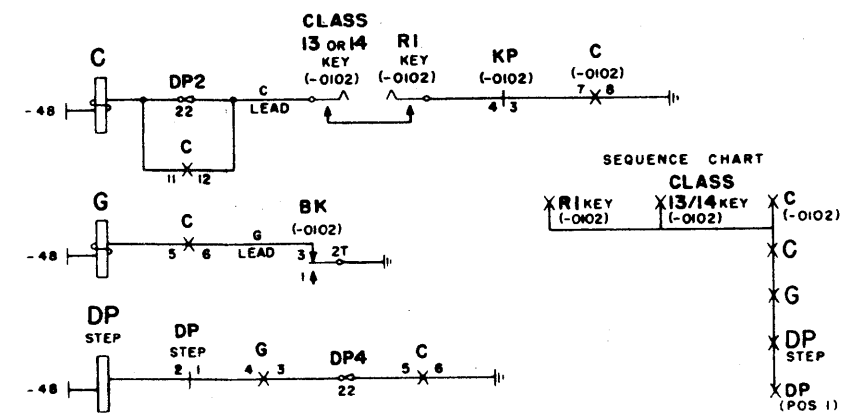 CLASS
13 OR 14
KEY
(-0102)
R1
KEY
(-0102)
KP
(-0102)
4 3
C
(-0102)
7 8
C
-48
DP2
22
C
LEAD
C
11 12
G
-48
C
5 6
G
LEAD
BK
(-0102)
3
2T
1
DP
STEP
-48
DP
STEP
2 1
G
4 3
DP4
22
C
5 6
SEQUENCE CHART
R1 KEY
(-0102)
CLASS
13/14 KEY
(-0102)
C
(-0102)
C
G
DP
STEP
DP
(POS 1)